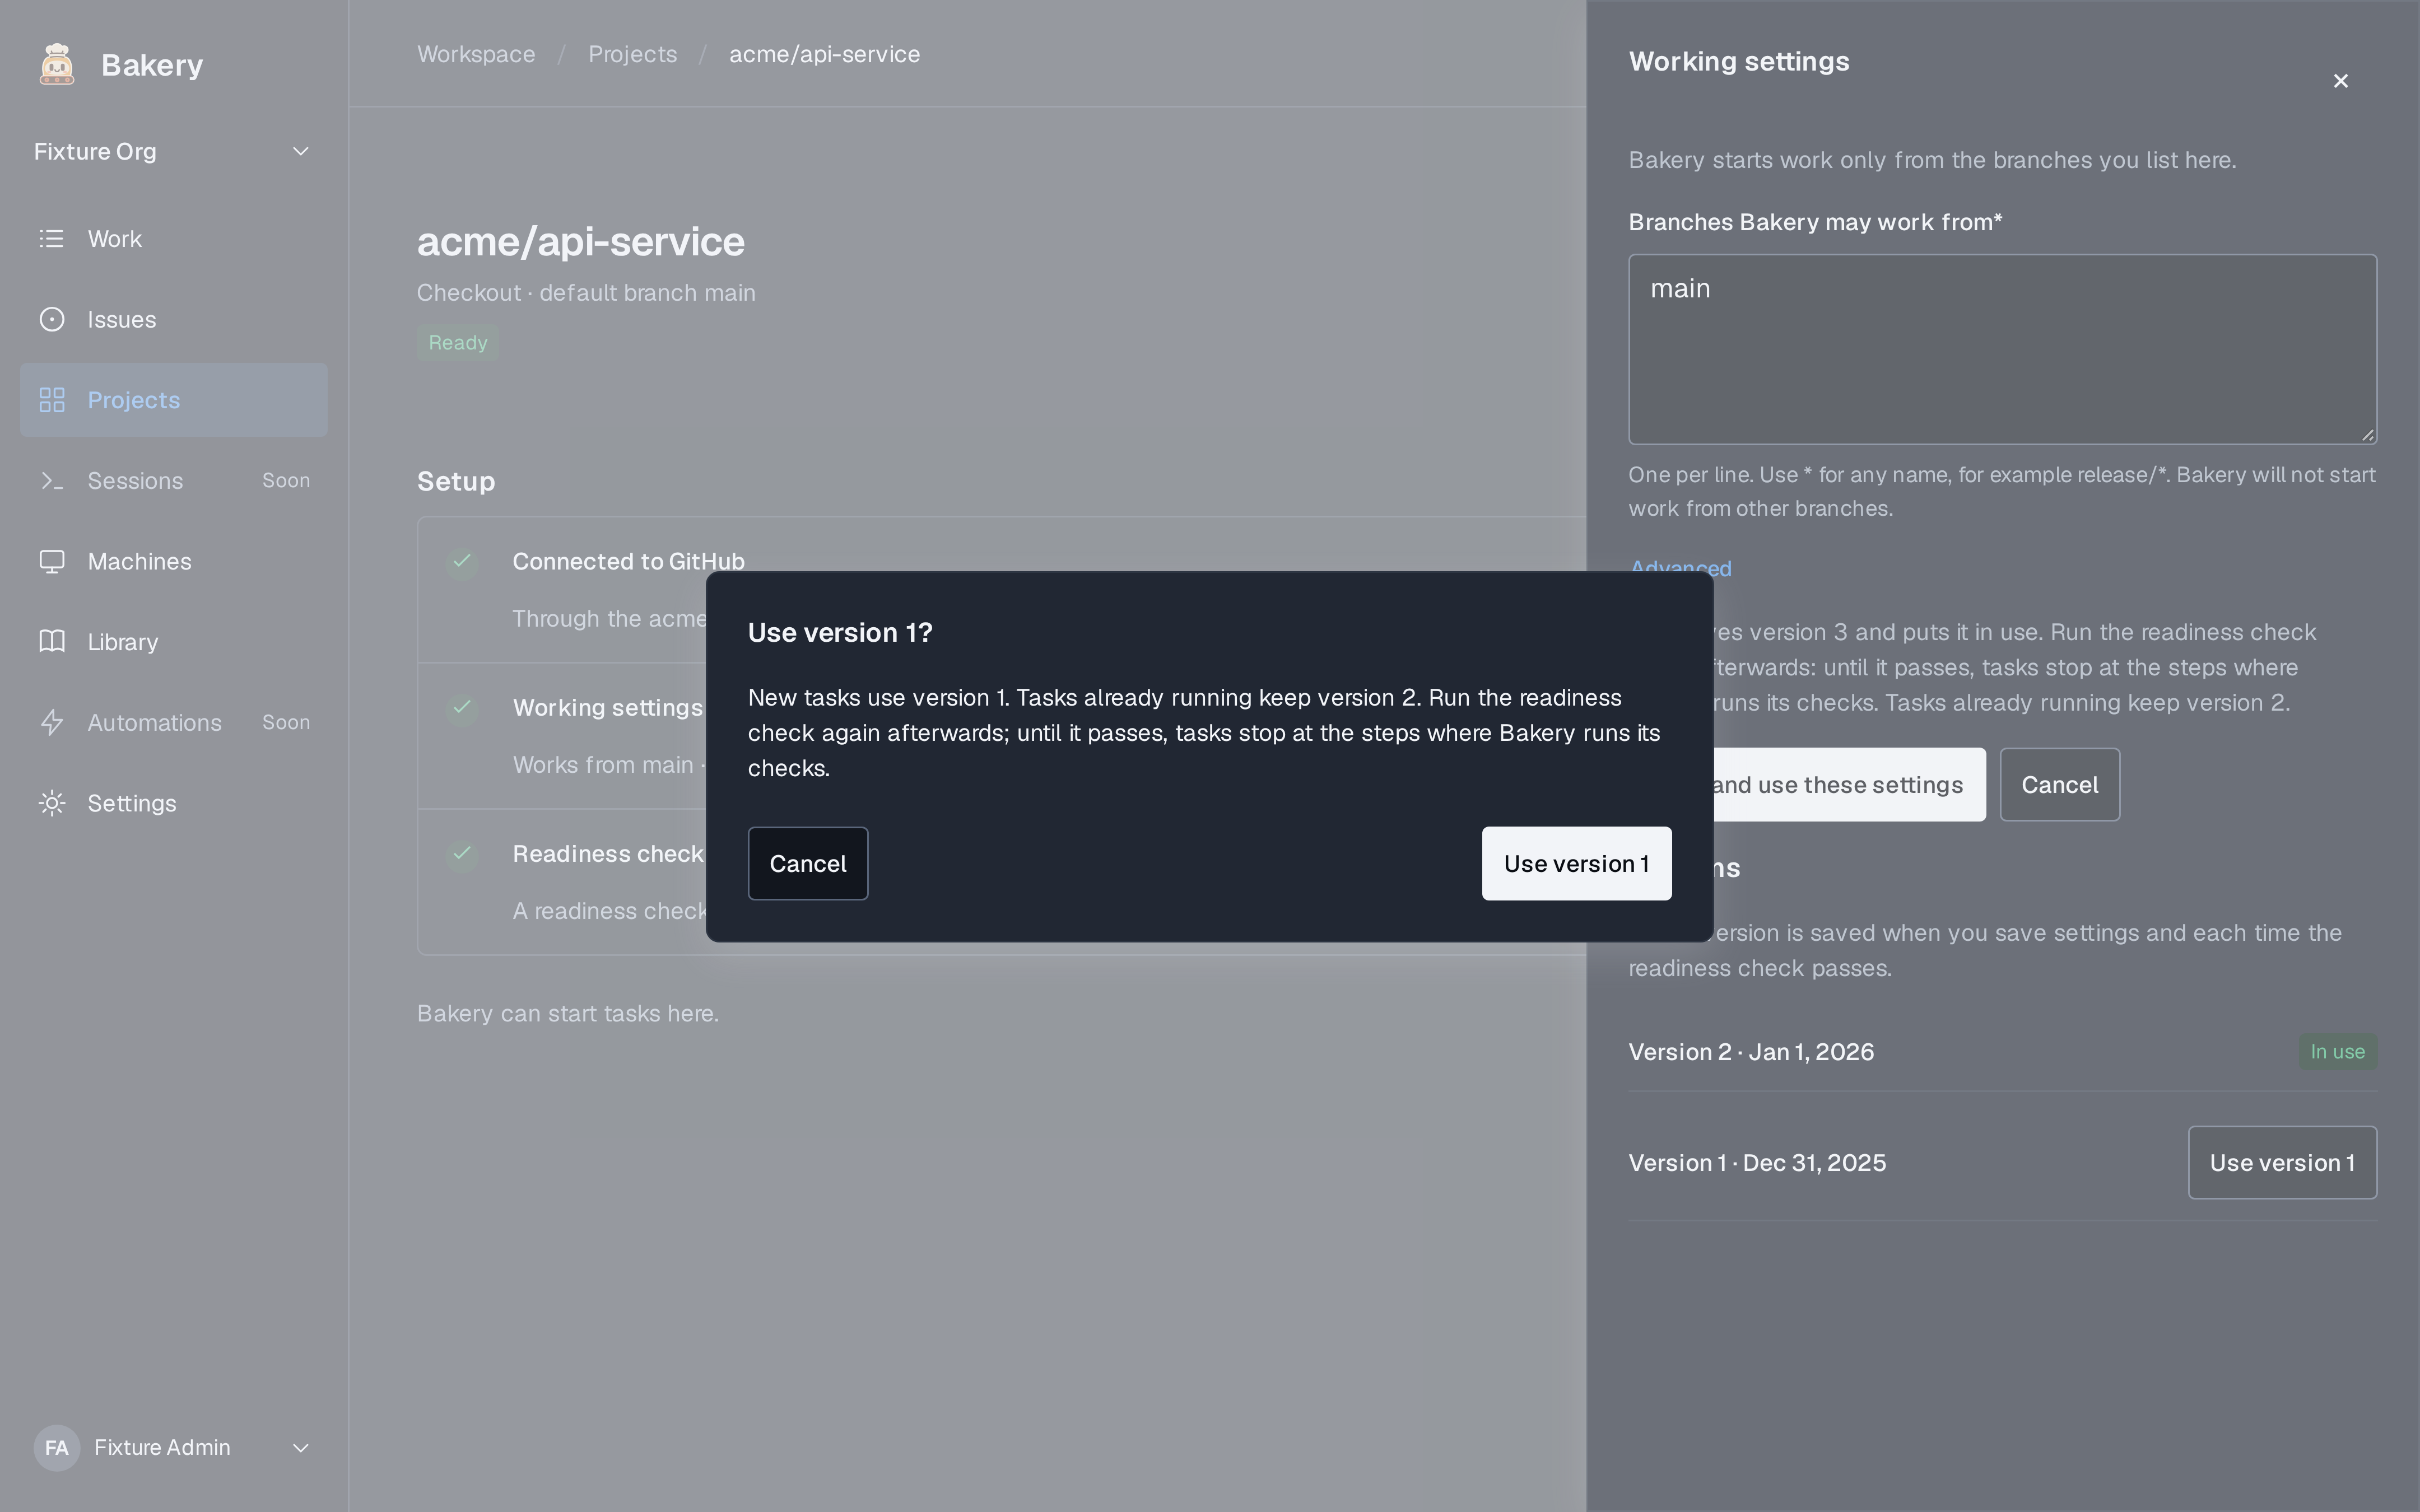 Bakery
Fixture Org
Work
Issues
Projects
Sessions Soon
Machines
Library
Automations Soon
Settings
FA Fixture Admin
Workspace / Projects / acme/api-service
acme/api-service
Checkout · default branch main
Ready
Setup
Connected to GitHub
Through the acme
Working settings
Works from main ·
Readiness check
A readiness check
Bakery can start tasks here.
Use version 1?
New tasks use version 1. Tasks already running keep version 2. Run the readiness
check again afterwards; until it passes, tasks stop at the steps where Bakery runs its
checks.
Cancel
Use version 1
Working settings
Bakery starts work only from the branches you list here.
Branches Bakery may work from*
main
One per line. Use * for any name, for example release/*. Bakery will not start
work from other branches.
Advanced
version 3 and puts it in use. Run the readiness check
afterwards: until it passes, tasks stop at the steps where
runs its checks. Tasks already running keep version 2.
and use these settings
Cancel
version is saved when you save settings and each time the
readiness check passes.
Version 2 · Jan 1, 2026
In use
Version 1 · Dec 31, 2025
Use version 1